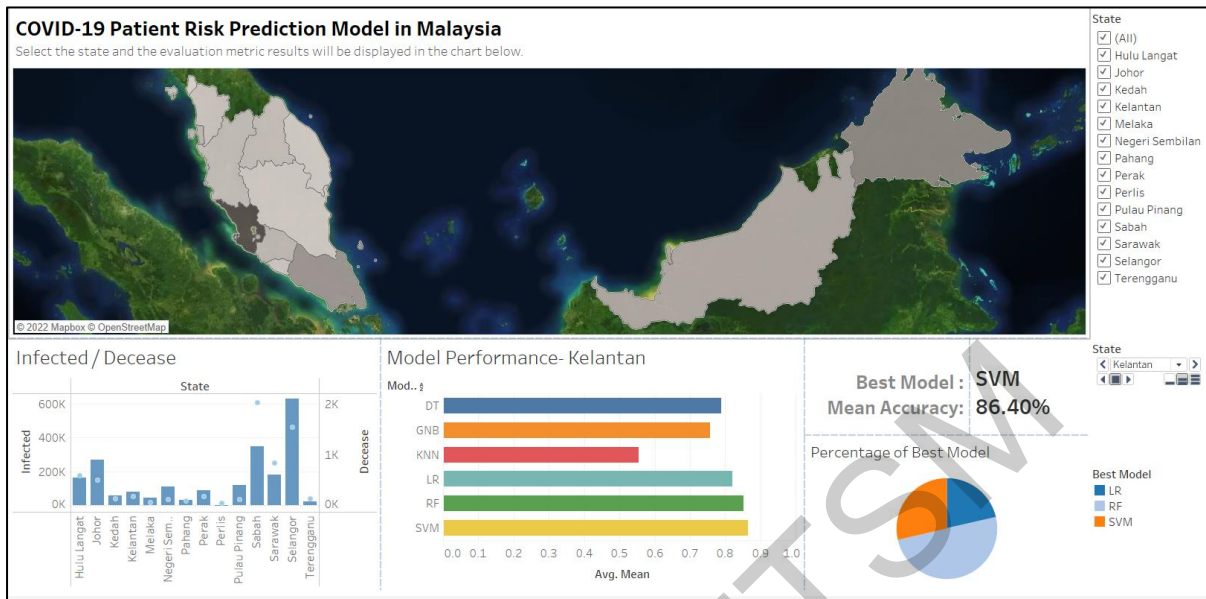 COVID-19 Patient Risk Prediction Model in Malaysia
Select the state and the evaluation metric results will be displayed in the chart below.
© 2022 Mapbox © OpenStreetMap
State
(All)
Hulu Langat
Johor
Kedah
Kelantan
Melaka
Negeri Sembilan
Pahang
Perak
Perlis
Pulau Pinang
Sabah
Sarawak
Selangor
Terengganu
Infected / Decease
State
600K
400K
200K
0K
Infected
2K
1K
0K
Decease
Hulu Langat
Johor
Kedah
Kelantan
Melaka
Negeri Sem..
Pahang
Perak
Perlis
Pulau Pinang
Sabah
Sarawak
Selangor
Terengganu
Model Performance- Kelantan
Mod..
DT
GNB
KNN
LR
RF
SVM
0.0 0.1 0.2 0.3 0.4 0.5 0.6 0.7 0.8 0.9 1.0
Avg. Mean
Best Model : SVM
Mean Accuracy: 86.40%
Percentage of Best Model
State
Kelantan
Best Model
LR
RF
SVM
TSM